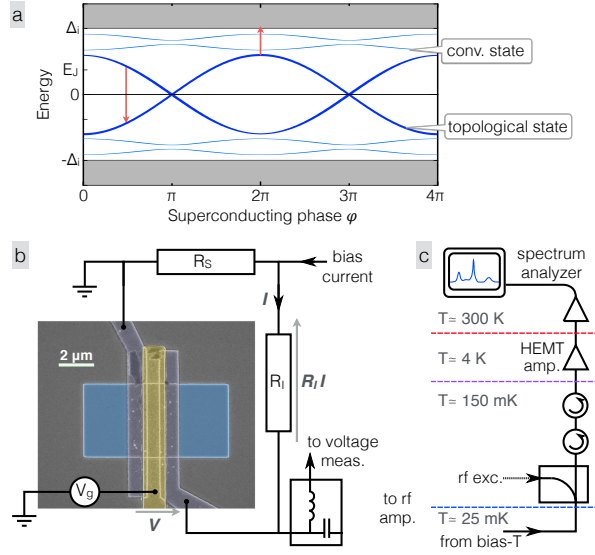 a
Energy
Δi
EJ
0
-Δi
conv. state
topological state
0
π
2π
3π
4π
Superconducting phase φ
b
RS
bias
current
I
2 μm
RI
RI I
to voltage
meas.
Vg
V
to rf
amp.
c
spectrum
analyzer
T≃ 300 K
HEMT
amp.
T≃ 4 K
T≃ 150 mK
rf exc.
T≃ 25 mK
from bias-T